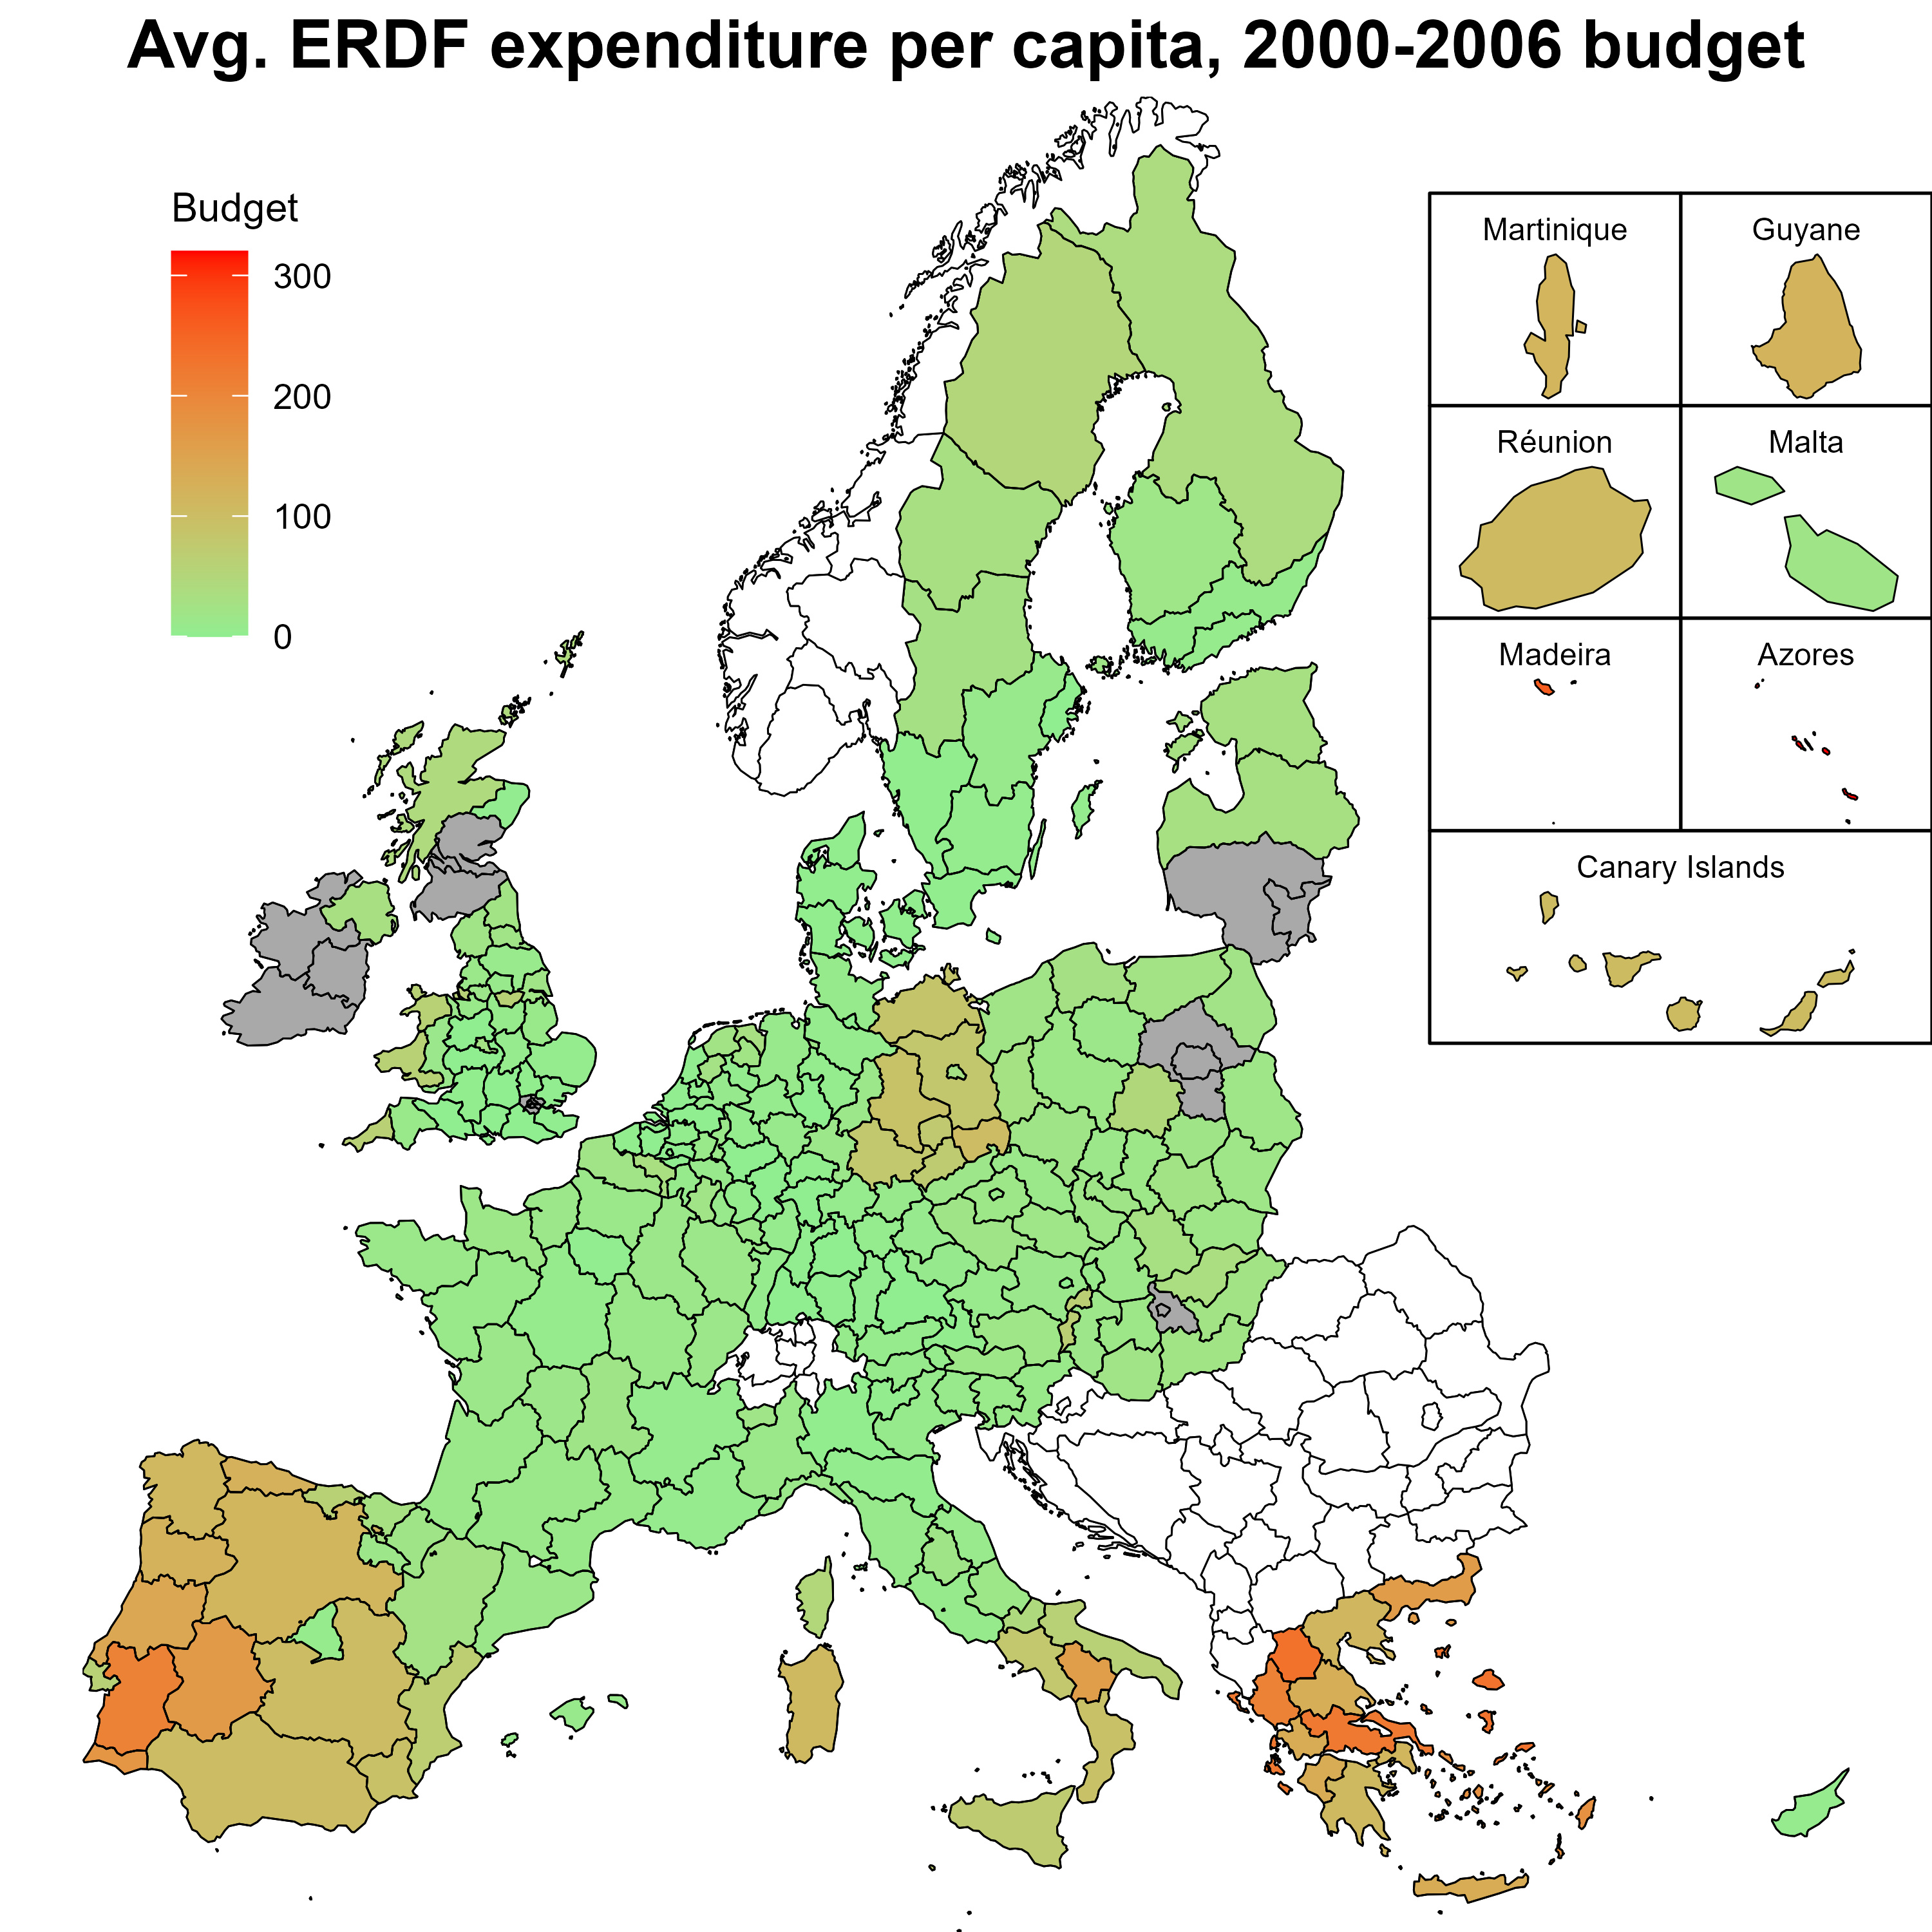 Avg. ERDF expenditure per capita, 2000-2006 budget
Budget
300
200
100
0
Martinique
Guyane
Réunion
Malta
Madeira
Azores
Canary Islands